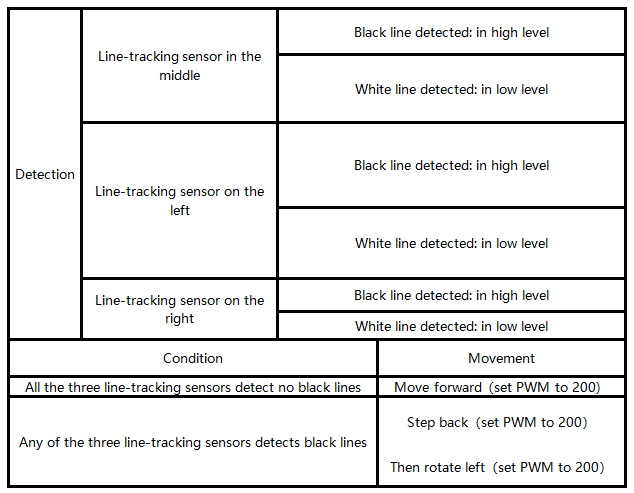 Detection
Line-tracking sensor in the
middle
Black line detected: in high level
White line detected: in low level
Line-tracking sensor on the
left
Black line detected: in high level
White line detected: in low level
Line-tracking sensor on the
right
Black line detected: in high level
White line detected: in low level
Condition
Movement
All the three line-tracking sensors detect no black lines
Move forward (set PWM to 200)
Any of the three line-tracking sensors detects black lines
Step back (set PWM to 200)
Then rotate left (set PWM to 200)